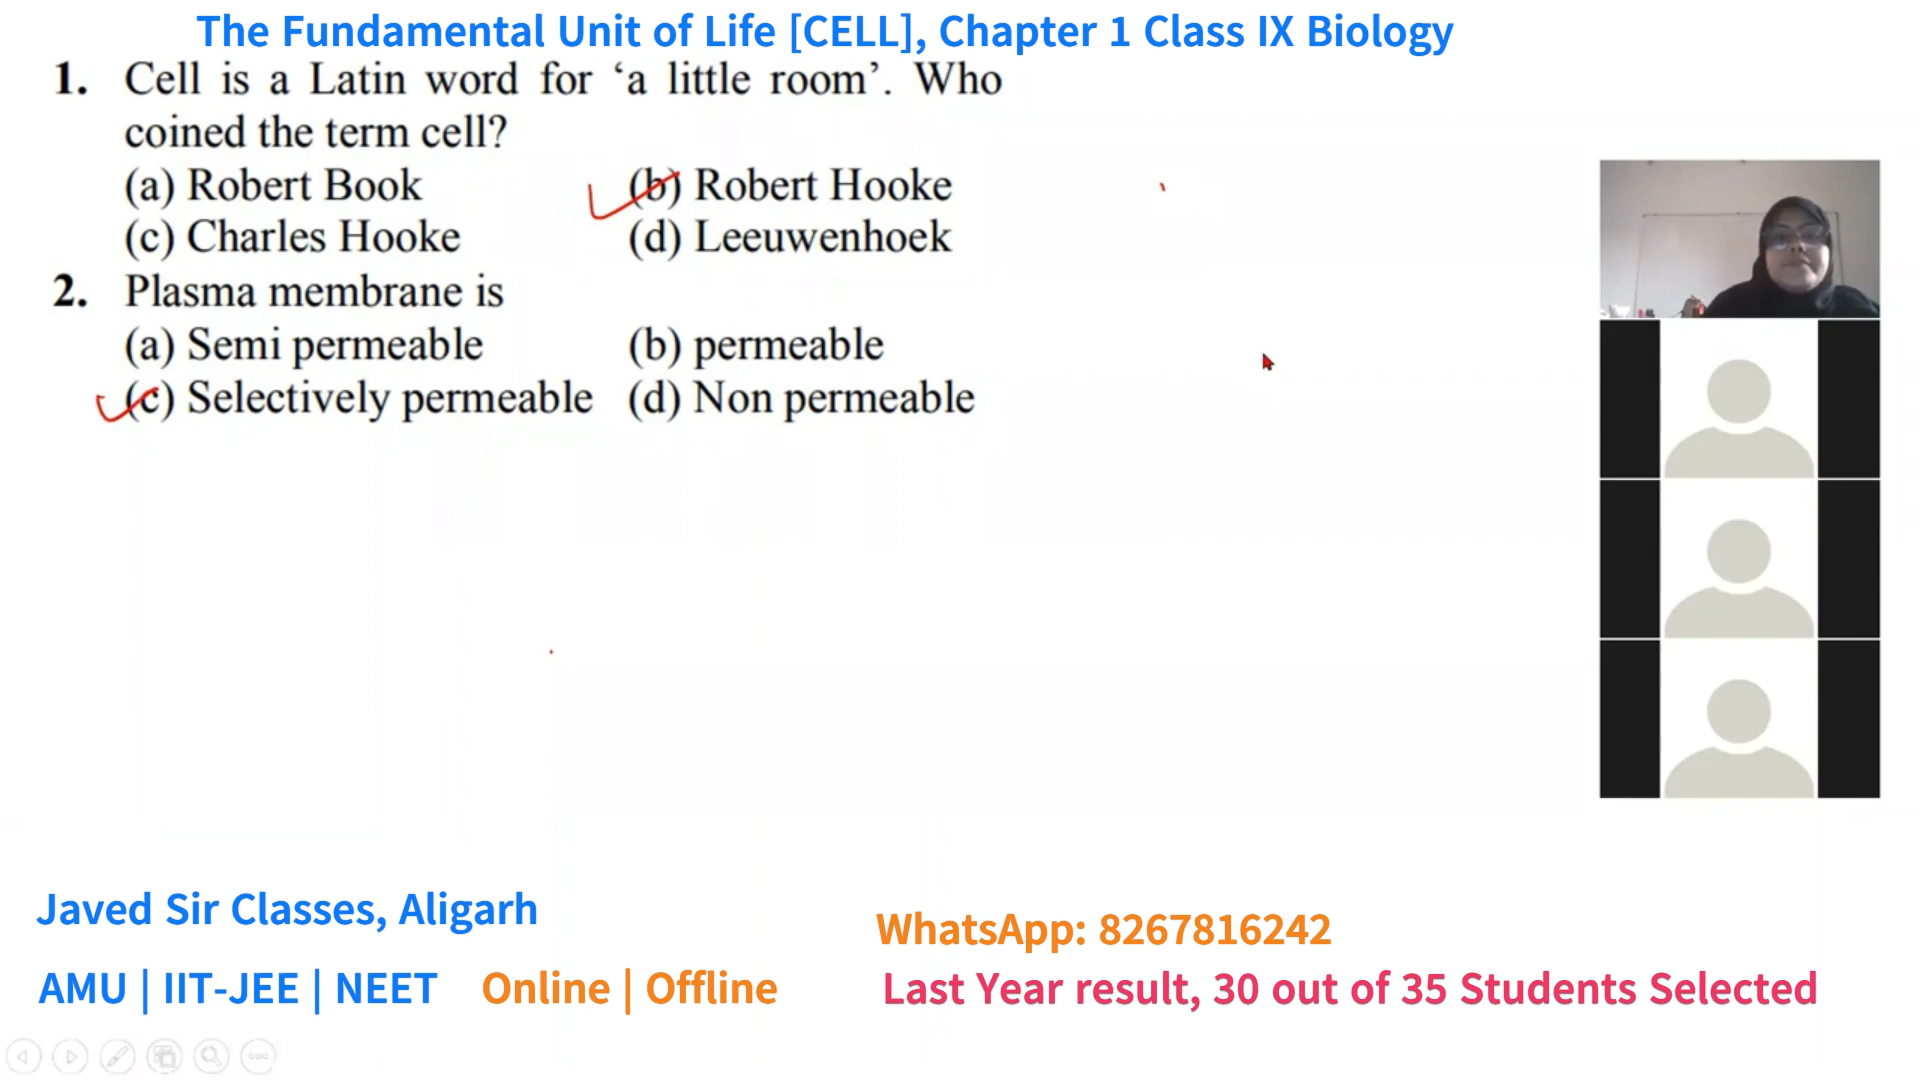 The Fundamental Unit of Life [CELL], Chapter 1 Class IX Biology
1. Cell is a Latin word for ‘a little room’. Who
coined the term cell?
(a) Robert Book (b) Robert Hooke
(c) Charles Hooke (d) Leeuwenhoek
2. Plasma membrane is
(a) Semi permeable (b) permeable
(c) Selectively permeable (d) Non permeable
Javed Sir Classes, Aligarh
WhatsApp: 8267816242
AMU | IIT-JEE | NEET Online | Offline
Last Year result, 30 out of 35 Students Selected